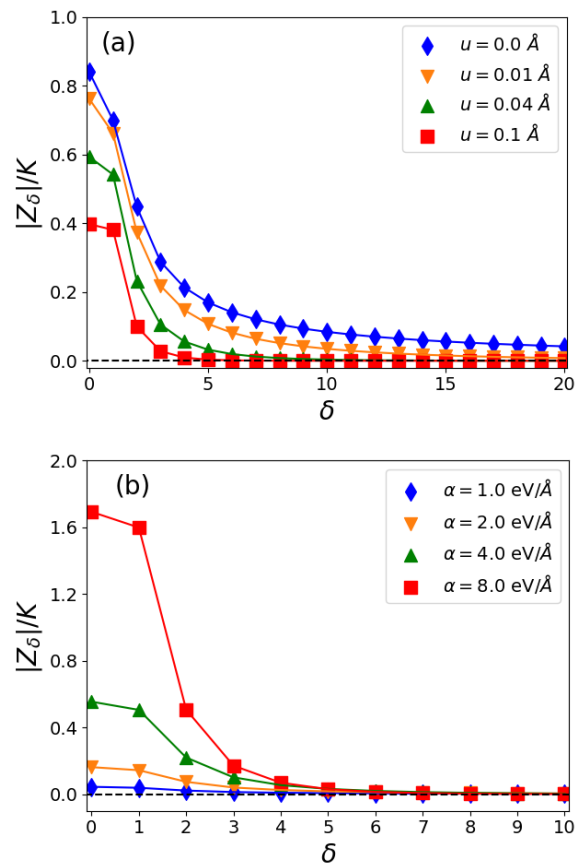 (a)
u = 0.0 Å
u = 0.01 Å
u = 0.04 Å
u = 0.1 Å
|Z_δ|/K
1.0
0.8
0.6
0.4
0.2
0.0
0 5 10 15 20
δ
(b)
α = 1.0 eV/Å
α = 2.0 eV/Å
α = 4.0 eV/Å
α = 8.0 eV/Å
|Z_δ|/K
2.0
1.6
1.2
0.8
0.4
0.0
0 1 2 3 4 5 6 7 8 9 10
δ